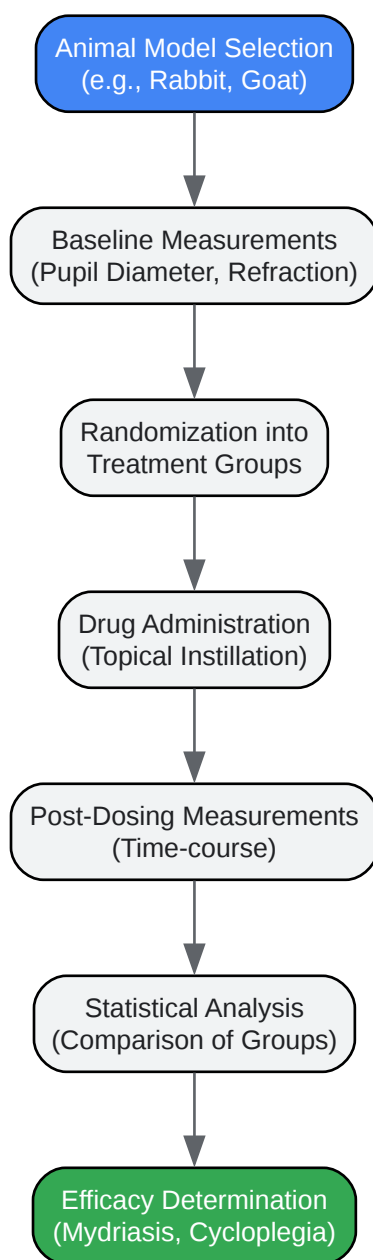 Animal Model Selection
(e.g., Rabbit, Goat)
Baseline Measurements
(Pupil Diameter, Refraction)
Randomization into
Treatment Groups
Drug Administration
(Topical Instillation)
Post-Dosing Measurements
(Time-course)
Statistical Analysis
(Comparison of Groups)
Efficacy Determination
(Mydriasis, Cycloplegia)